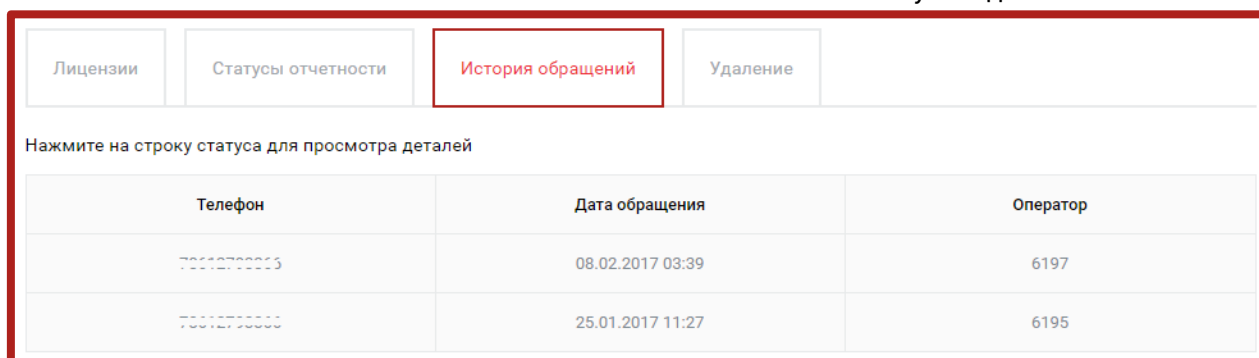 Лицензии Статусы отчетности История обращений Удаление
Нажмите на строку статуса для просмотра деталей
Телефон Дата обращения Оператор
08.02.2017 03:39 6197
25.01.2017 11:27 6195